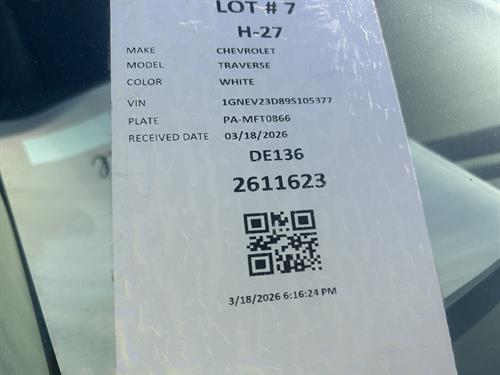 LOT # 7
H-27
MAKE CHEVROLET
MODEL TRAVERSE
COLOR WHITE
VIN 1GNEV23D89S105377
PLATE PA-MFT0866
RECEIVED DATE 03/18/2026
DE136
2611623
3/18/2026 6:16:24 PM